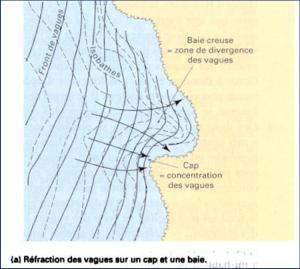 Front de vagues
Isobathes
Baie creuse
= zone de divergence
des vagues
Cap
= concentration
des vagues
(a) Réfraction des vagues sur un cap et une baie.